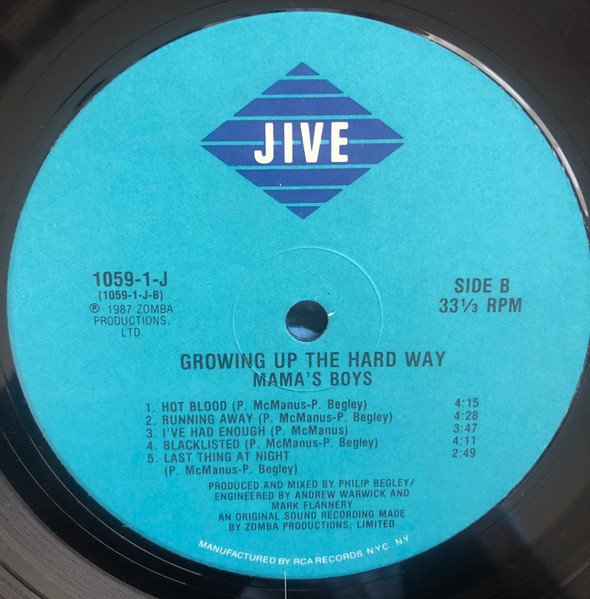 JIVE
1059-1-J
(1059-1-J-B)
℗ 1987 ZOMBA
PRODUCTIONS,
LTD.
SIDE B
33⅓ RPM
GROWING UP THE HARD WAY
MAMA'S BOYS
1. HOT BLOOD (P. McMANUS-P. BEGLEY) 4:15
2. RUNNING AWAY (P. McMANUS-P. BEGLEY) 4:28
3. I'VE HAD ENOUGH (P. McMANUS) 3:47
4. BLACKLISTED (P. McMANUS-P. BEGLEY) 4:11
5. LAST THING AT NIGHT 2:49
(P. McMANUS-P. BEGLEY)
PRODUCED AND MIXED BY PHILIP BEGLEY/
ENGINEERED BY ANDREW WARWICK AND
MARK FLANNERY
AN ORIGINAL SOUND RECORDING MADE
BY ZOMBA PRODUCTIONS, LIMITED
MANUFACTURED BY RCA RECORDS, N.Y.C., N.Y.